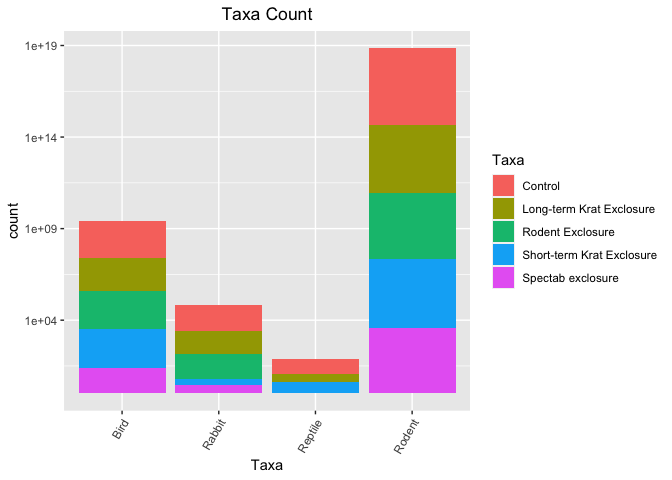 Taxa Count
1e+19
1e+14
1e+09
1e+04
count
Bird
Rabbit
Reptile
Rodent
Taxa
Taxa
Control
Long-term Krat Exclosure
Rodent Exclosure
Short-term Krat Exclosure
Spectab exclosure